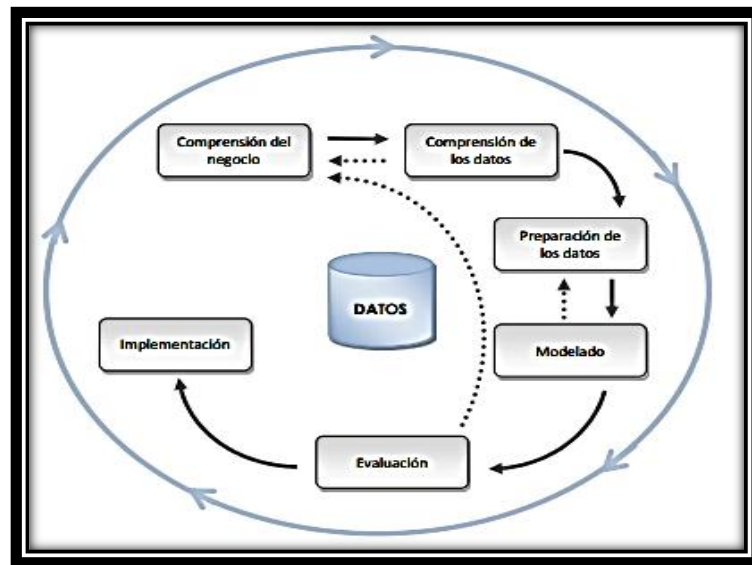 Comprensión del
negocio
Comprensión de
los datos
Preparación de
los datos
DATOS
Implementación
Modelado
Evaluación